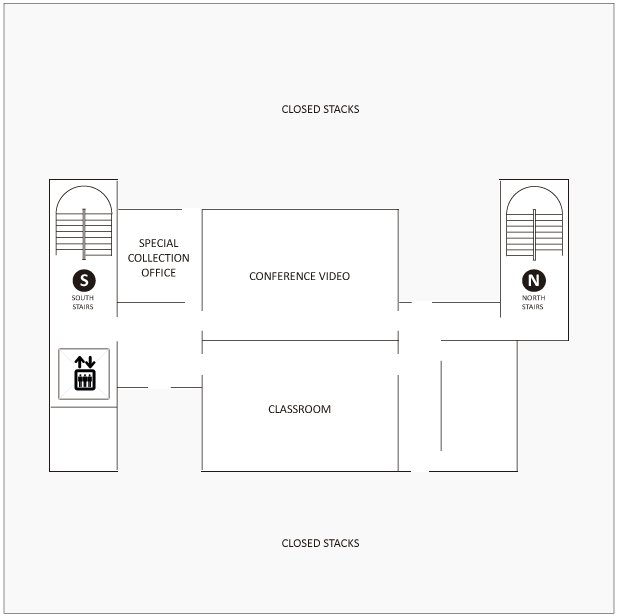 CLOSED STACKS
SPECIAL
COLLECTION
OFFICE
CONFERENCE VIDEO
S
SOUTH
STAIRS
N
NORTH
STAIRS
CLASSROOM
CLOSED STACKS